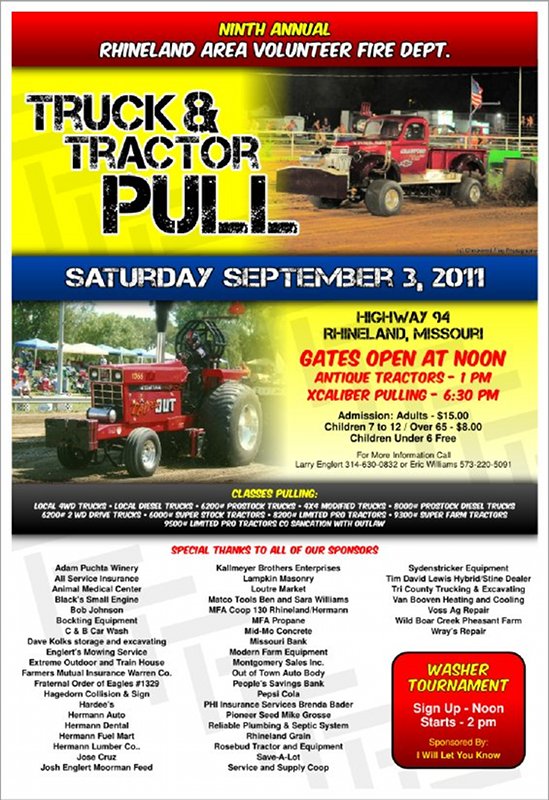 NINTH ANNUAL
RHINELAND AREA VOLUNTEER FIRE DEPT.
TRUCK &
TRACTOR
PULL
SATURDAY SEPTEMBER 3, 2011
HIGHWAY 94
RHINELAND, MISSOURI
GATES OPEN AT NOON
ANTIQUE TRACTORS - 1 PM
XCALIBER PULLING - 6:30 PM
Admission: Adults - $15.00
Children 7 to 12 / Over 65 - $8.00
Children Under 6 Free
For More Information Call
Larry Englert 314-630-0832 or Eric Williams 573-220-5091
CLASSES PULLING:
LOCAL 4WD TRUCKS • LOCAL DIESEL TRUCKS • 6200# PROSTOCK TRUCKS • 4X4 MODIFIED TRUCKS • 8000# PROSTOCK DIESEL TRUCKS
6200# 2 WD DRIVE TRUCKS • 6000# SUPER STOCK TRACTORS • 8200# LIMITED PRO TRACTORS • 9300# SUPER FARM TRACTORS
9500# LIMITED PRO TRACTORS CO SANCATION WITH OUTLAW
SPECIAL THANKS TO ALL OF OUR SPONSORS
Adam Puchta Winery
All Service Insurance
Animal Medical Center
Black's Small Engine
Bob Johnson
Bockting Equipment
C & B Car Wash
Dave Kolks storage and excavating
Englert's Mowing Service
Extreme Outdoor and Train House
Farmers Mutual Insurance Warren Co.
Fraternal Order of Eagles #1329
Hagedorn Collision & Sign
Hardee's
Hermann Auto
Hermann Dental
Hermann Fuel Mart
Hermann Lumber Co..
Jose Cruz
Josh Englert Moorman Feed
Kallmeyer Brothers Enterprises
Lampkin Masonry
Loutre Market
Matco Tools Ben and Sara Williams
MFA Coop 130 Rhineland/Hermann
MFA Propane
Mid-Mo Concrete
Missouri Bank
Modern Farm Equipment
Montgomery Sales Inc.
Out of Town Auto Body
People's Savings Bank
Pepsi Cola
PHI Insurance Services Brenda Bader
Pioneer Seed Mike Grosse
Reliable Plumbing & Septic System
Rhineland Grain
Rosebud Tractor and Equipment
Save-A-Lot
Service and Supply Coop
Sydenstricker Equipment
Tim David Lewis Hybrid/Stine Dealer
Tri County Trucking & Excavating
Van Booven Heating and Cooling
Voss Ag Repair
Wild Boar Creek Pheasant Farm
Wray's Repair
WASHER
TOURNAMENT
Sign Up - Noon
Starts - 2 pm
Sponsored By:
I Will Let You Know